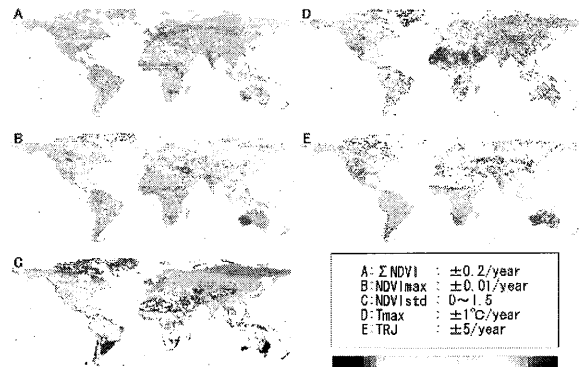 A
D
B
E
C
A:ΣNDVI : ±0.2/year
B:NDVImax : ±0.01/year
C:NDVIstd : 0～1.5
D:Tmax : ±1℃/year
E:TRJ : ±5/year